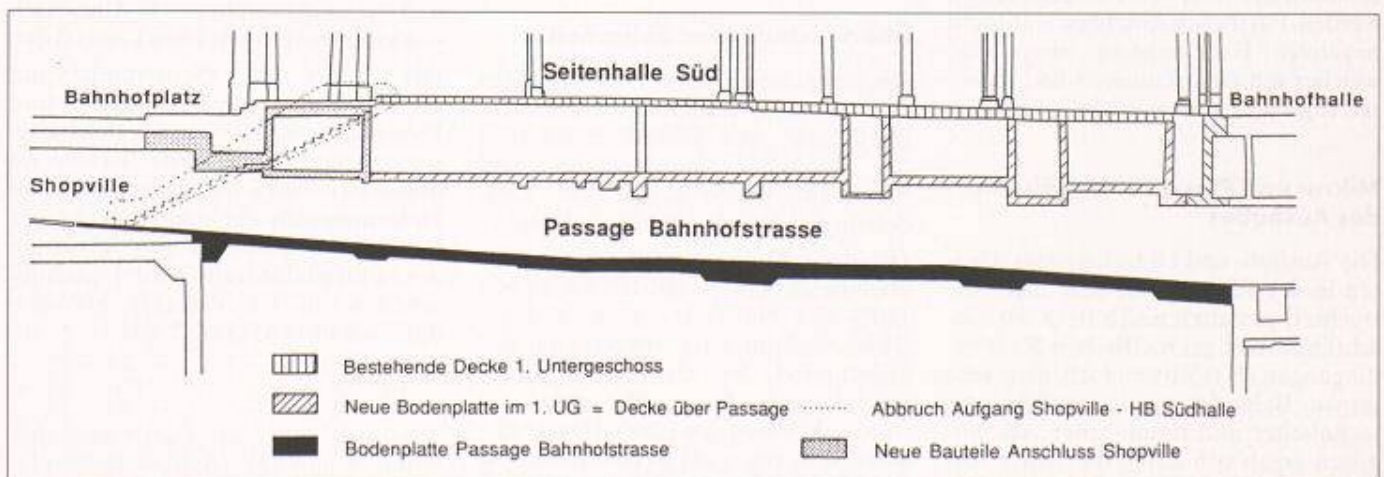 Seitenhalle Süd
Bahnhofplatz
Bahnhofhalle
Shopville
Passage Bahnhofstrasse
Bestehende Decke 1. Untergeschoss
Neue Bodenplatte im 1. UG = Decke über Passage
Abbruch Aufgang Shopville - HB Südhalle
Bodenplatte Passage Bahnhofstrasse
Neue Bauteile Anschluss Shopville